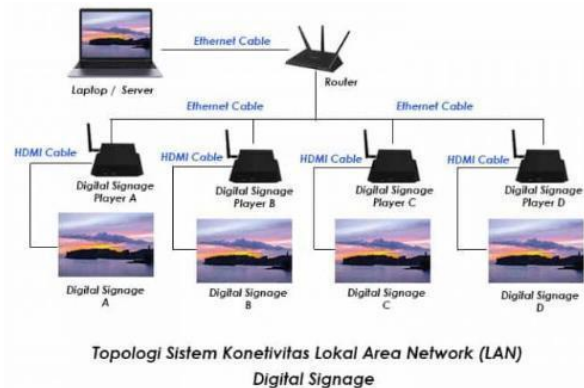 Ethernet Cable
Laptop / Server
Router
Ethernet Cable
Ethernet Cable
HDMI Cable
HDMI Cable
HDMI Cable
HDMI Cable
Digital Signage
Player A
Digital Signage
Player B
Digital Signage
Player C
Digital Signage
Player D
Digital Signage
A
Digital Signage
B
Digital Signage
C
Digital Signage
D
Topologi Sistem Konetivitas Lokal Area Network (LAN)
Digital Signage